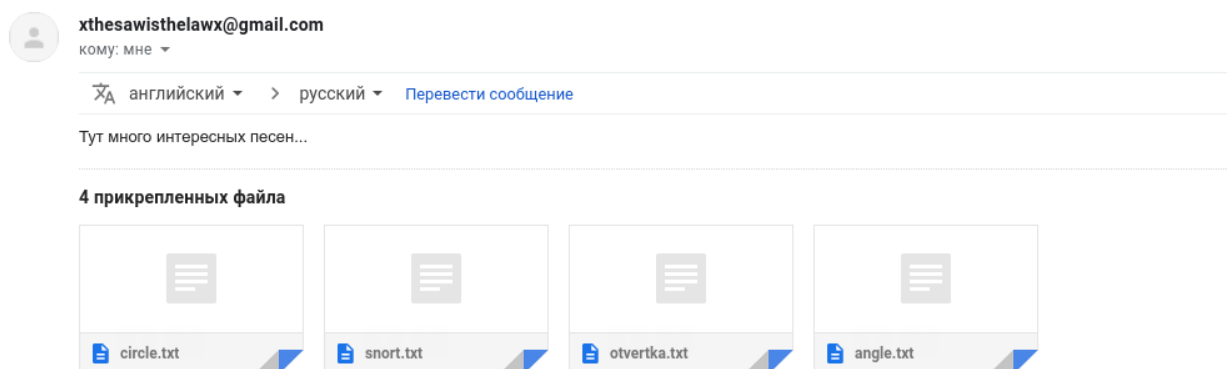 xthesawisthelawx@gmail.com
кому: мне
английский > русский Перевести сообщение
Тут много интересных песен...
4 прикрепленных файла
circle.txt snort.txt otvertka.txt angle.txt